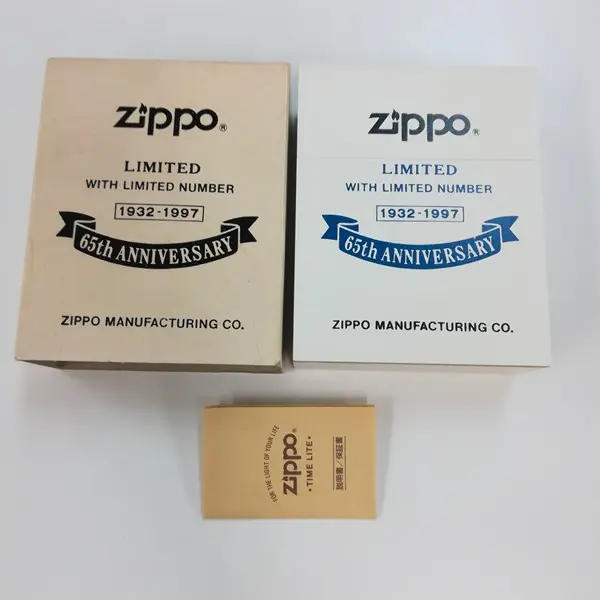 Zippo®
LIMITED
WITH LIMITED NUMBER
1932-1997
65th ANNIVERSARY
ZIPPO MANUFACTURING CO.
Zippo®
LIMITED
WITH LIMITED NUMBER
1932-1997
65th ANNIVERSARY
ZIPPO MANUFACTURING CO.
FOR THE LIGHT OF YOUR LIFE
Zippo®
•TIME LITE•
説明書/保証書